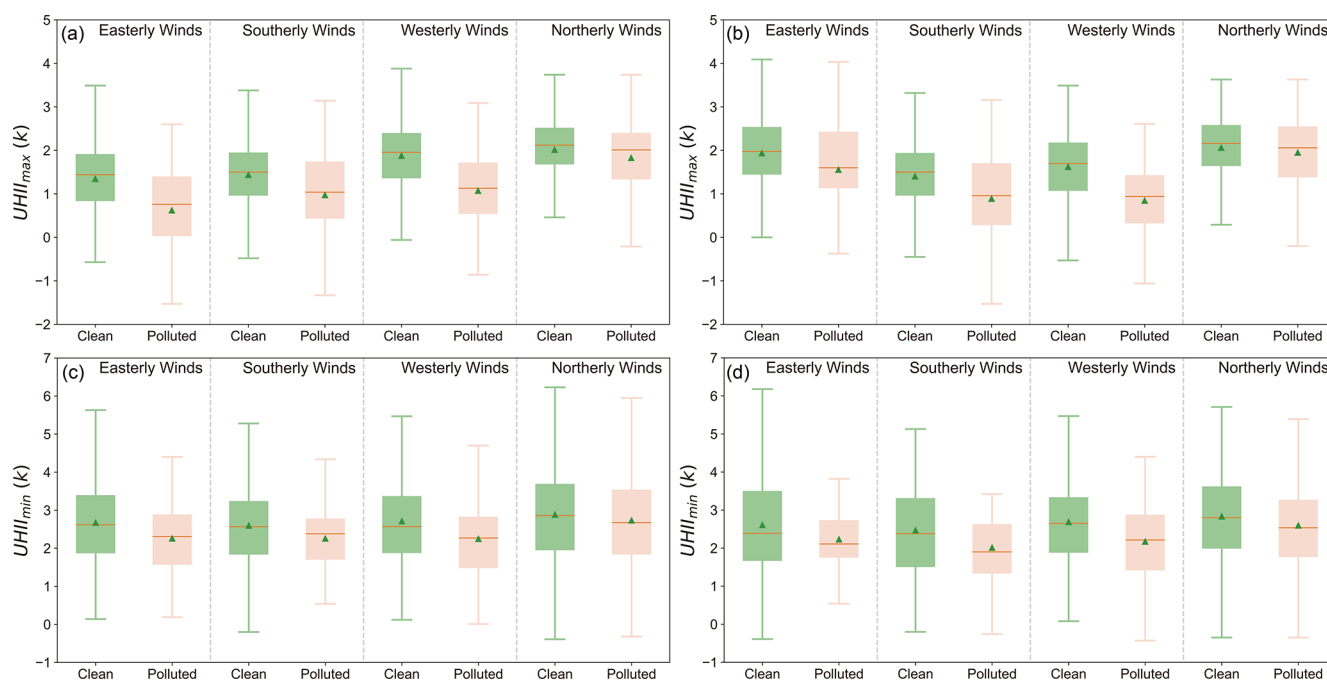 (a) Easterly Winds Southerly Winds Westerly Winds Northerly Winds
UHII_max (k)
5
4
3
2
1
0
−1
−2
Clean Polluted Clean Polluted Clean Polluted Clean Polluted
(b) Easterly Winds Southerly Winds Westerly Winds Northerly Winds
UHII_max (k)
5
4
3
2
1
0
−1
−2
Clean Polluted Clean Polluted Clean Polluted Clean Polluted
(c) Easterly Winds Southerly Winds Westerly Winds Northerly Winds
UHII_min (k)
7
6
5
4
3
2
1
0
−1
Clean Polluted Clean Polluted Clean Polluted Clean Polluted
(d) Easterly Winds Southerly Winds Westerly Winds Northerly Winds
UHII_min (k)
7
6
5
4
3
2
1
0
−1
Clean Polluted Clean Polluted Clean Polluted Clean Polluted